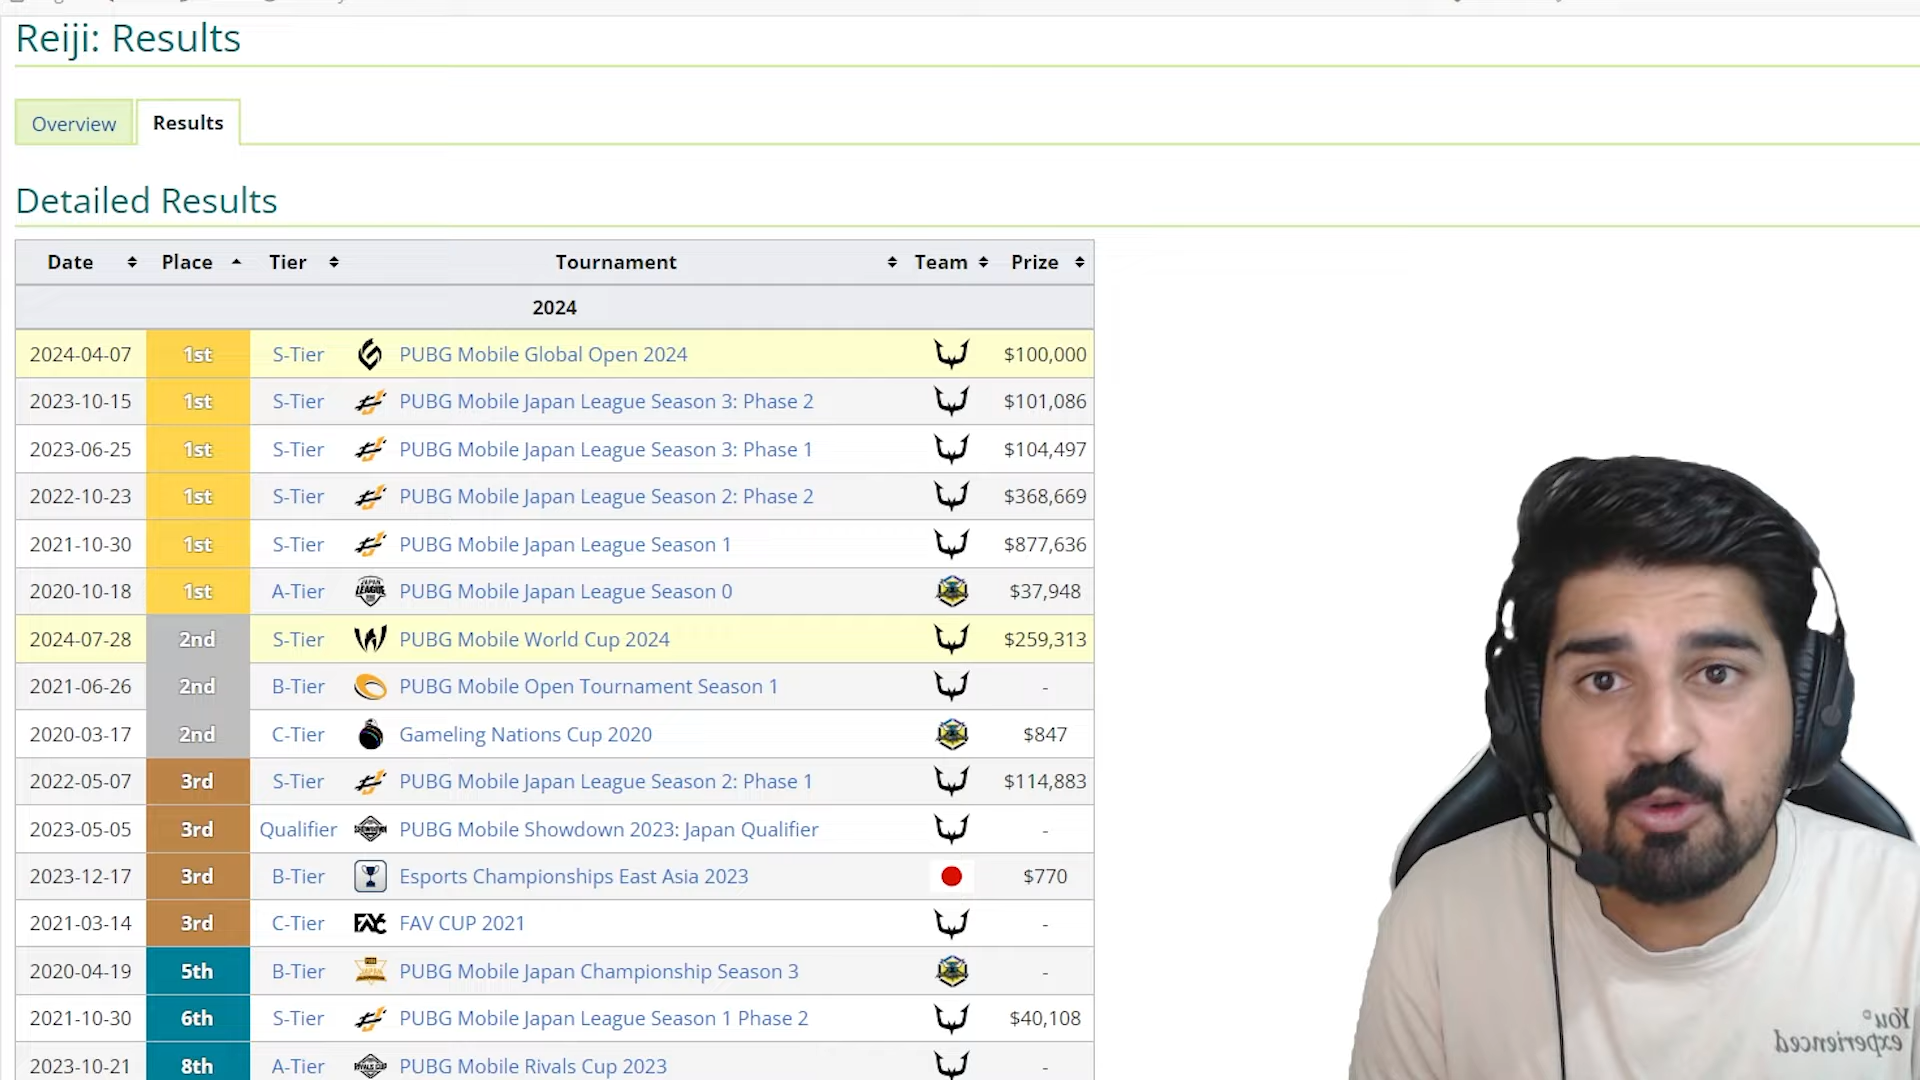 Reiji: Results
Overview Results
Detailed Results
Date Place Tier Tournament Team Prize
2024
2024-04-07 1st S-Tier PUBG Mobile Global Open 2024 $100,000
2023-10-15 1st S-Tier PUBG Mobile Japan League Season 3: Phase 2 $101,086
2023-06-25 1st S-Tier PUBG Mobile Japan League Season 3: Phase 1 $104,497
2022-10-23 1st S-Tier PUBG Mobile Japan League Season 2: Phase 2 $368,669
2021-10-30 1st S-Tier PUBG Mobile Japan League Season 1 $877,636
2020-10-18 1st A-Tier PUBG Mobile Japan League Season 0 $37,948
2024-07-28 2nd S-Tier PUBG Mobile World Cup 2024 $259,313
2021-06-26 2nd B-Tier PUBG Mobile Open Tournament Season 1 -
2020-03-17 2nd C-Tier Gameling Nations Cup 2020 $847
2022-05-07 3rd S-Tier PUBG Mobile Japan League Season 2: Phase 1 $114,883
2023-05-05 3rd Qualifier PUBG Mobile Showdown 2023: Japan Qualifier -
2023-12-17 3rd B-Tier Esports Championships East Asia 2023 $770
2021-03-14 3rd C-Tier FAV CUP 2021 -
2020-04-19 5th B-Tier PUBG Mobile Japan Championship Season 3 -
2021-10-30 6th S-Tier PUBG Mobile Japan League Season 1 Phase 2 $40,108
2023-10-21 8th A-Tier PUBG Mobile Rivals Cup 2023 -
You
experienced